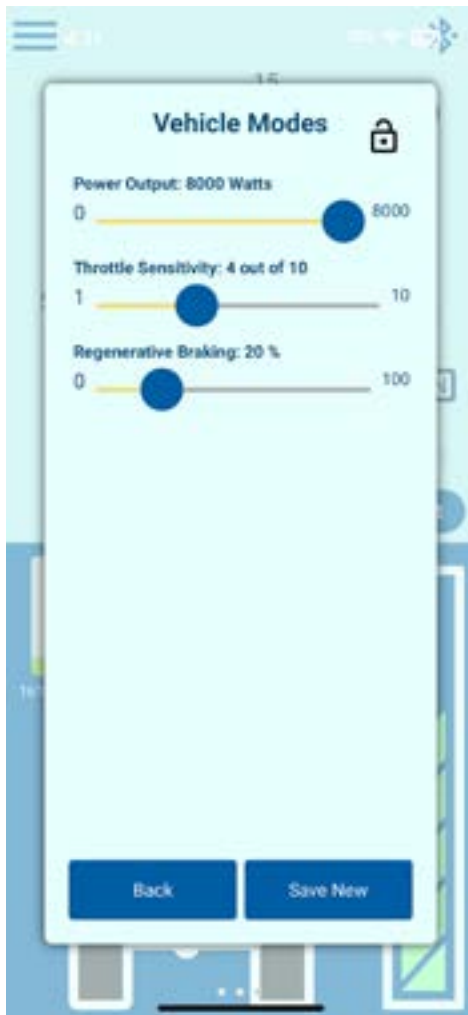 15
Vehicle Modes
Power Output: 8000 Watts
0
8000
Throttle Sensitivity: 4 out of 10
1
10
Regenerative Braking: 20 %
0
100
Back
Save New